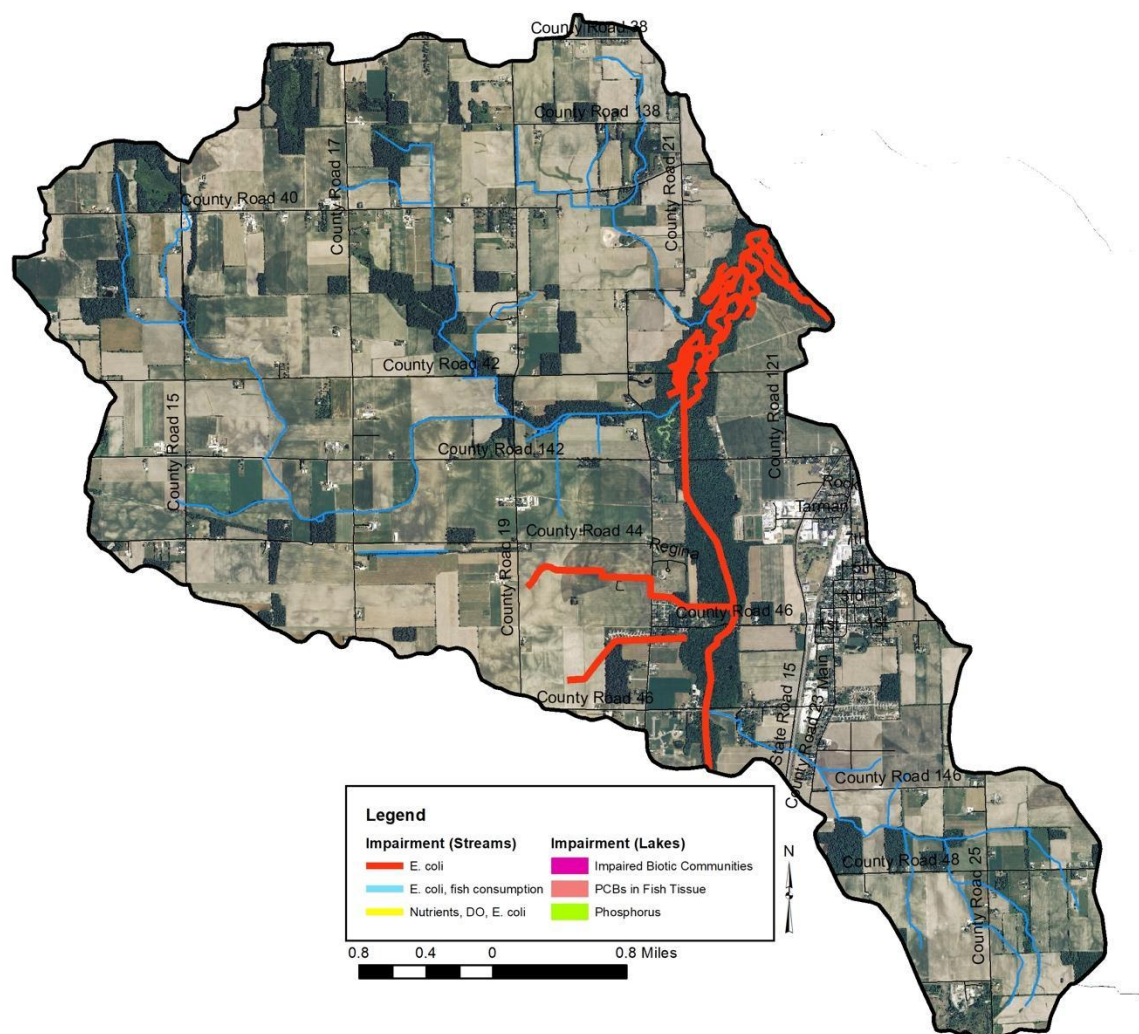 County Road 38
County Road 138
County Road 21
County Road 17
County Road 40
County Road 42
County Road 121
County Road 15
County Road 142
Rock
Tarman
County Road 19
County Road 44
Regina
7th
5th
3rd
County Road 46
1st
County Road 46
State Road 15
County Road 23
Main
County Road 146
County Road 48
County Road 25
Legend
Impairment (Streams)
E. coli
E. coli, fish consumption
Nutrients, DO, E. coli
Impairment (Lakes)
Impaired Biotic Communities
PCBs in Fish Tissue
Phosphorus
N
0.8 0.4 0 0.8 Miles